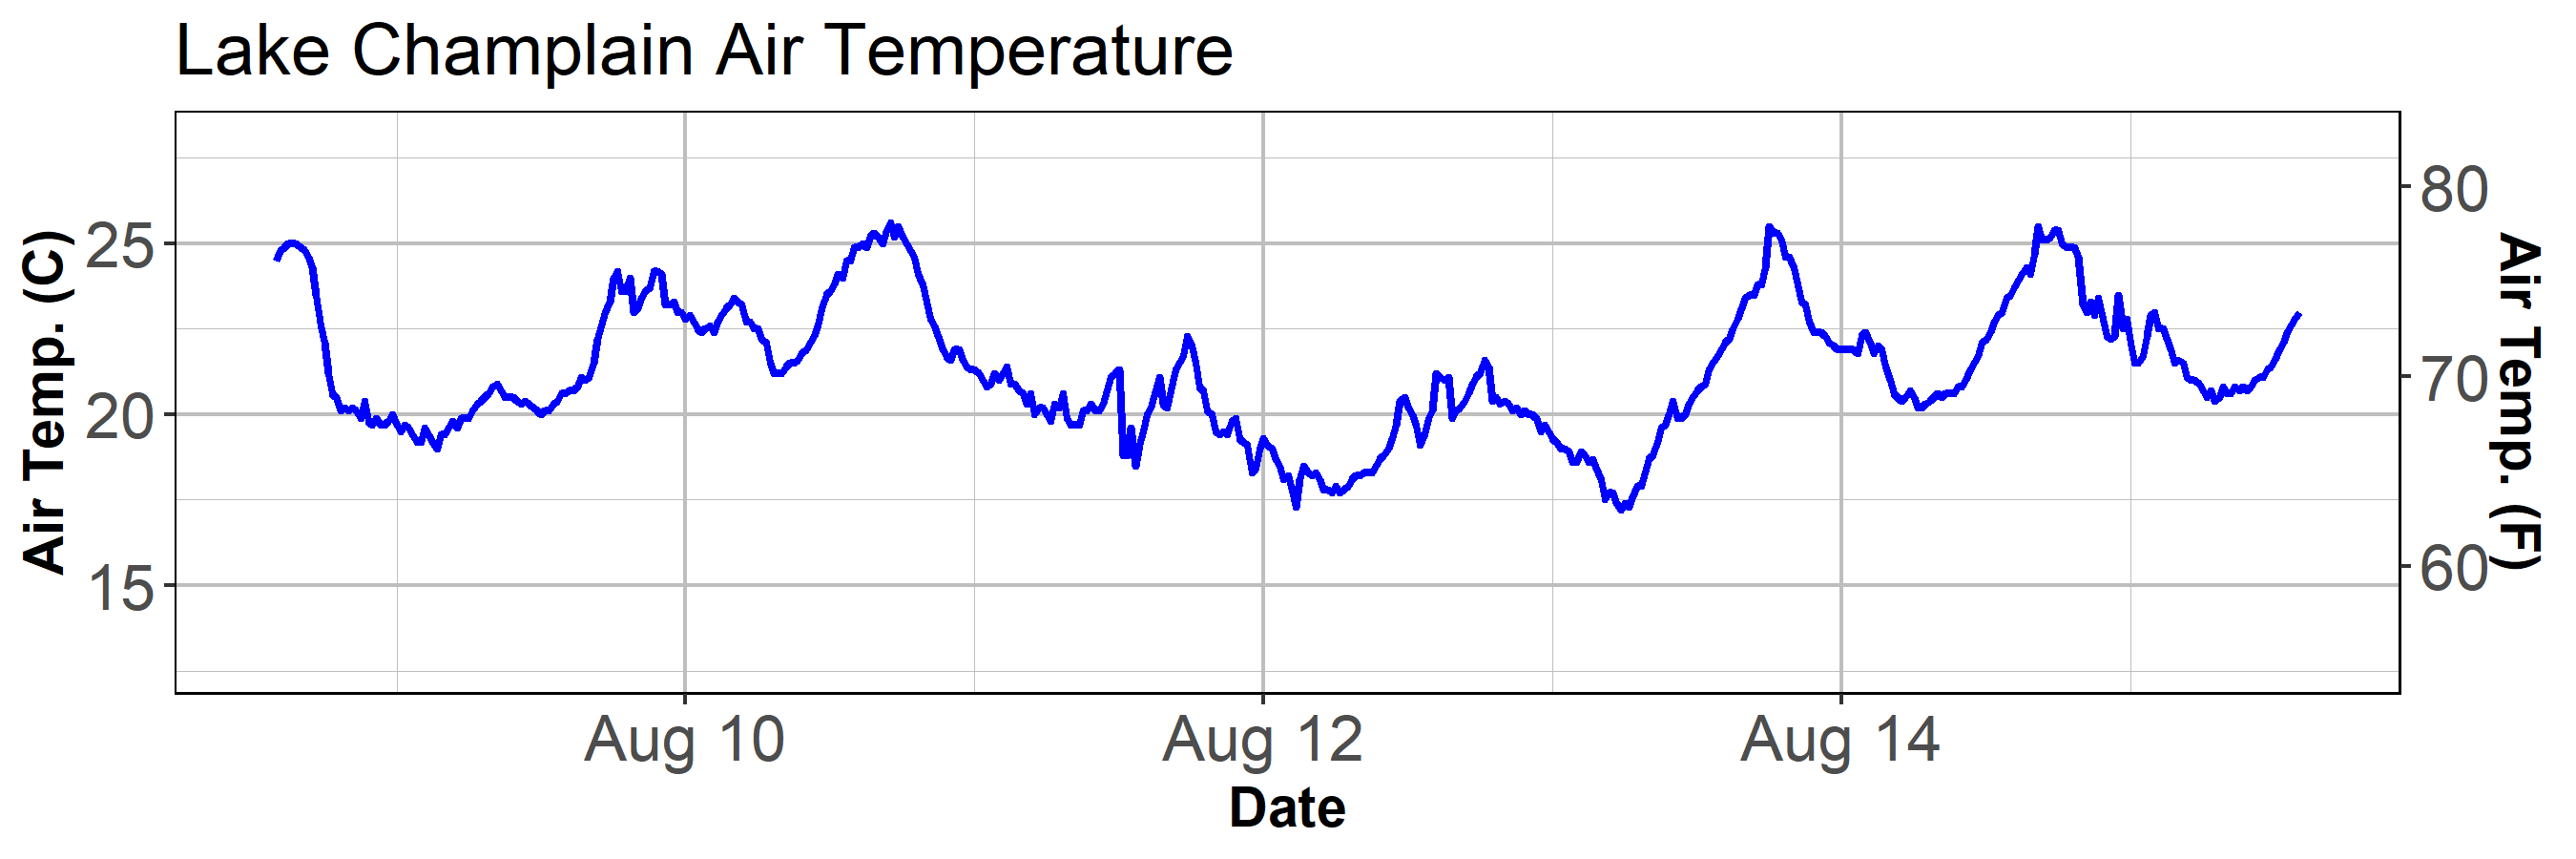 Lake Champlain Air Temperature
Air Temp. (C)
25
20
15
80
70
60
Air Temp. (F)
Aug 10
Aug 12
Aug 14
Date